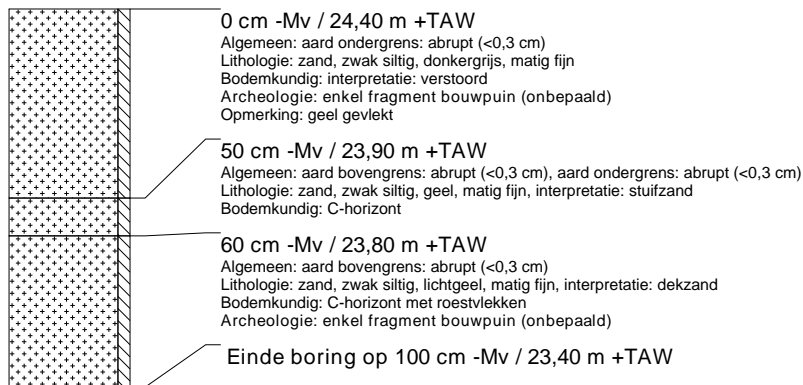 0 cm -Mv / 24,40 m +TAW
Algemeen: aard ondergrens: abrupt (<0,3 cm)
Lithologie: zand, zwak siltig, donkergrijs, matig fijn
Bodemkundig: interpretatie: verstoord
Archeologie: enkel fragment bouwpuin (onbepaald)
Opmerking: geel gevlekt
50 cm -Mv / 23,90 m +TAW
Algemeen: aard bovengrens: abrupt (<0,3 cm), aard ondergrens: abrupt (<0,3 cm)
Lithologie: zand, zwak siltig, geel, matig fijn, interpretatie: stuifzand
Bodemkundig: C-horizont
60 cm -Mv / 23,80 m +TAW
Algemeen: aard bovengrens: abrupt (<0,3 cm)
Lithologie: zand, zwak siltig, lichtgeel, matig fijn, interpretatie: dekzand
Bodemkundig: C-horizont met roestvlekken
Archeologie: enkel fragment bouwpuin (onbepaald)
Einde boring op 100 cm -Mv / 23,40 m +TAW